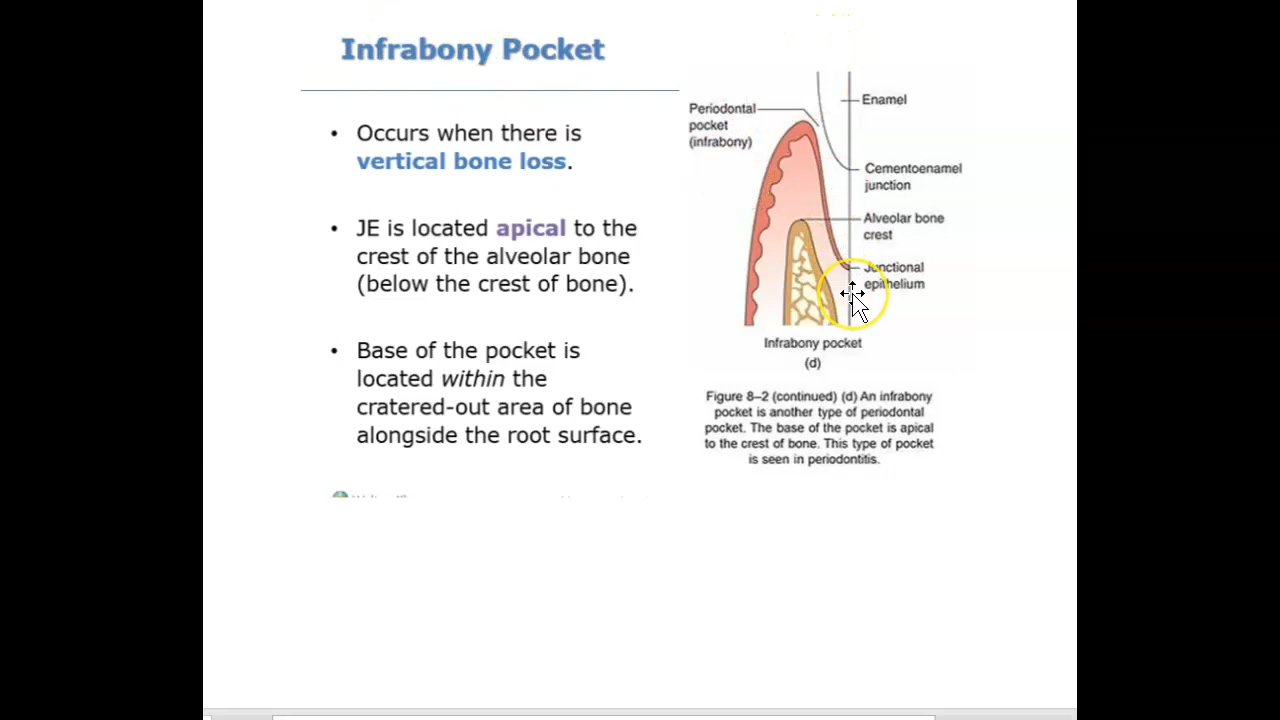 Infrabony Pocket
• Occurs when there is
vertical bone loss.
• JE is located apical to the
crest of the alveolar bone
(below the crest of bone).
• Base of the pocket is
located within the
cratered-out area of bone
alongside the root surface.
Periodontal
pocket
(infrabony)
Enamel
Cementoenamel
junction
Alveolar bone
crest
Junctional
epithelium
Infrabony pocket
(d)
Figure 8–2 (continued) (d) An infrabony
pocket is another type of periodontal
pocket. The base of the pocket is apical
to the crest of bone. This type of pocket
is seen in periodontitis.